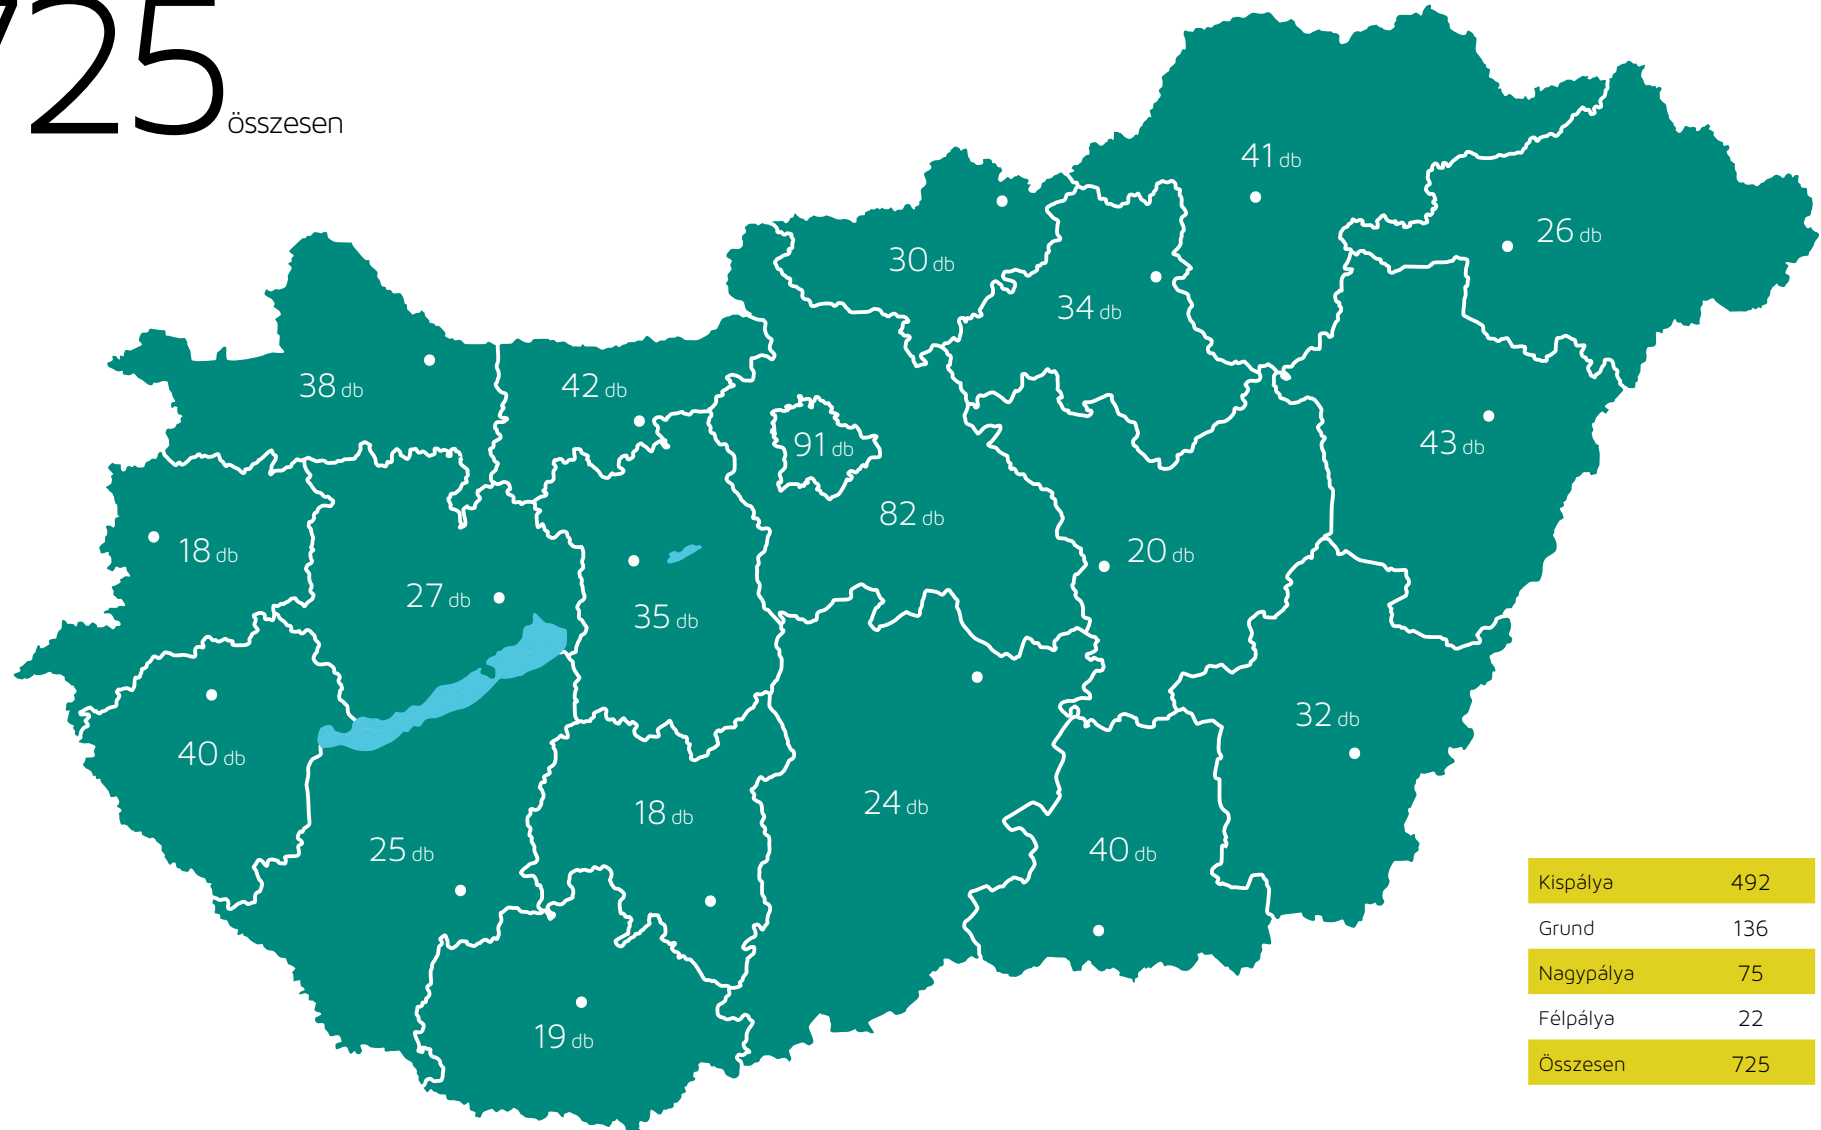 725 összesen
41 db
26 db
30 db
34 db
38 db
42 db
43 db
91 db
82 db
18 db
20 db
27 db
35 db
32 db
40 db
24 db
18 db
25 db
40 db
19 db
Kispálya 492
Grund 136
Nagypálya 75
Félpálya 22
Összesen 725